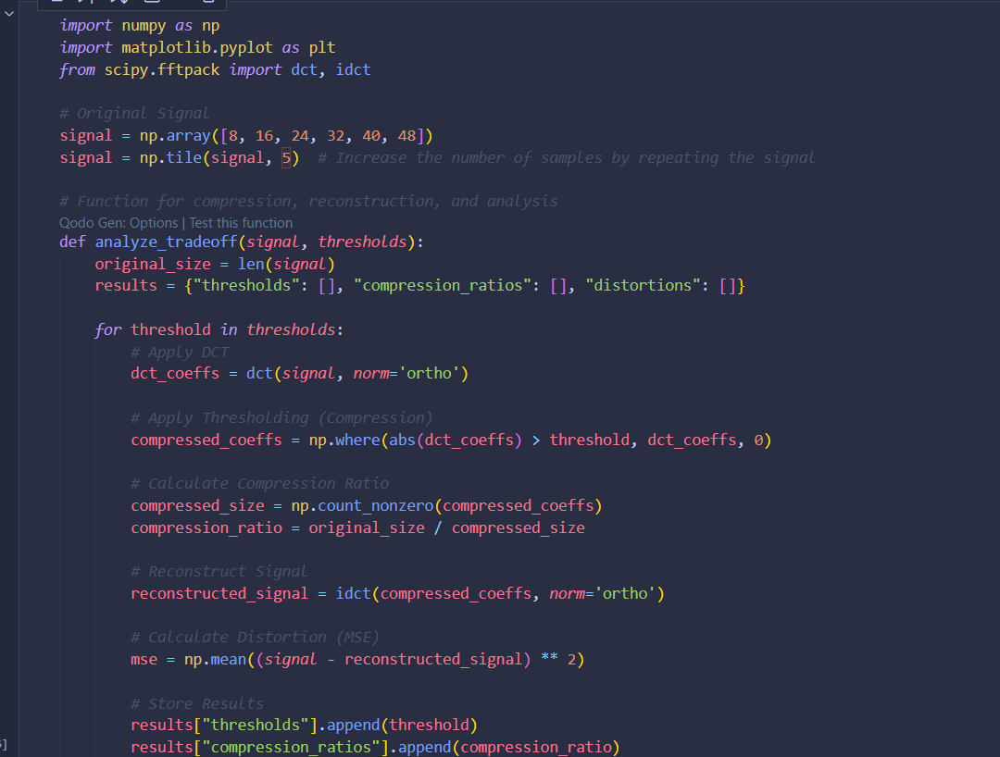 import numpy as np
import matplotlib.pyplot as plt
from scipy.fftpack import dct, idct

# Original Signal
signal = np.array([8, 16, 24, 32, 40, 48])
signal = np.tile(signal, 5)  # Increase the number of samples by repeating the signal

# Function for compression, reconstruction, and analysis
Qodo Gen: Options | Test this function
def analyze_tradeoff(signal, thresholds):
    original_size = len(signal)
    results = {"thresholds": [], "compression_ratios": [], "distortions": []}

    for threshold in thresholds:
        # Apply DCT
        dct_coeffs = dct(signal, norm='ortho')

        # Apply Thresholding (Compression)
        compressed_coeffs = np.where(abs(dct_coeffs) > threshold, dct_coeffs, 0)

        # Calculate Compression Ratio
        compressed_size = np.count_nonzero(compressed_coeffs)
        compression_ratio = original_size / compressed_size

        # Reconstruct Signal
        reconstructed_signal = idct(compressed_coeffs, norm='ortho')

        # Calculate Distortion (MSE)
        mse = np.mean((signal - reconstructed_signal) ** 2)

        # Store Results
        results["thresholds"].append(threshold)
        results["compression_ratios"].append(compression_ratio)